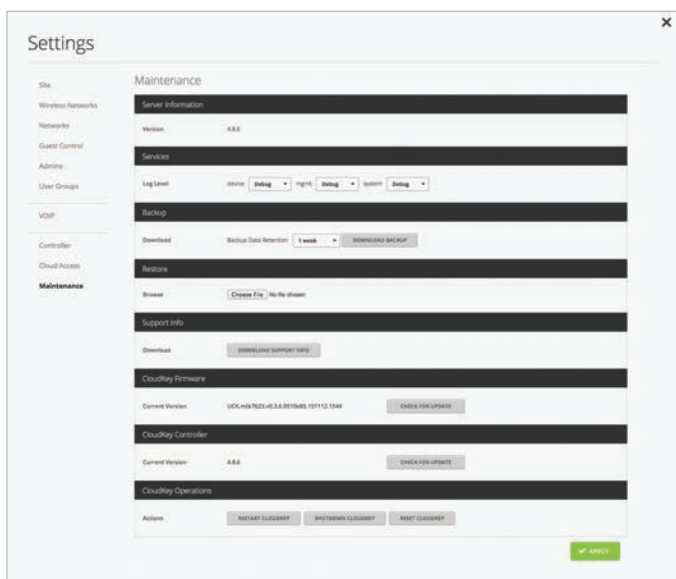 Settings
Site
Wireless Networks
Networks
Guest Control
Admins
User Groups
VOIP
Controller
Cloud Access
Maintenance
Maintenance
Server Information
Version 4.8.6
Services
Log Level device Debug mgmt Debug system Debug
Backup
Download Backup Data Retention 1 week DOWNLOAD BACKUP
Restore
Browse Choose File No file chosen
Support Info
Download DOWNLOAD SUPPORT INFO
CloudKey Firmware
Current Version CHECK FOR UPDATE
CloudKey Controller
Current Version 4.8.6 CHECK FOR UPDATE
CloudKey Operations
Actions RESTART CLOUDKEY SHUTDOWN CLOUDKEY RESET CLOUDKEY
APPLY